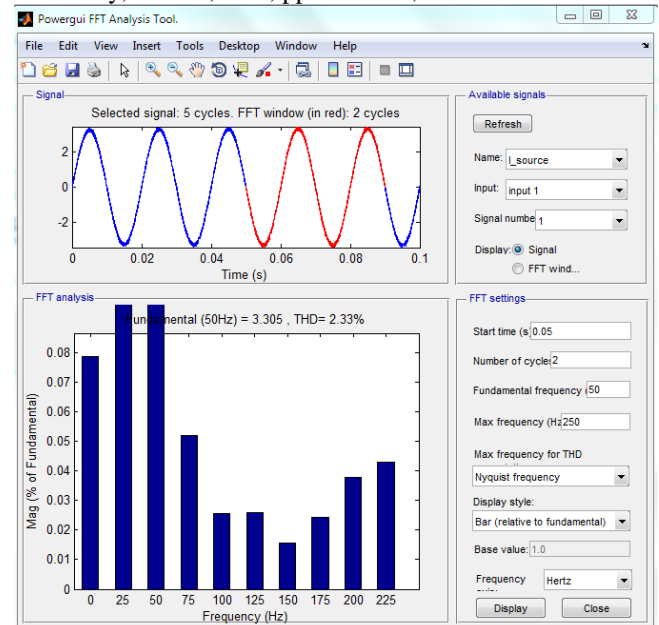 Powergui FFT Analysis Tool.
File Edit View Insert Tools Desktop Window Help
Signal
Selected signal: 5 cycles. FFT window (in red): 2 cycles
2
0
-2
0 0.02 0.04 0.06 0.08 0.1
Time (s)
Available signals
Refresh
Name: I_source
Input: input 1
Signal numbe 1
Display: Signal
FFT wind...
FFT analysis
Fundamental (50Hz) = 3.305 , THD= 2.33%
Mag (% of Fundamental)
0.08
0.07
0.06
0.05
0.04
0.03
0.02
0.01
0
0 25 50 75 100 125 150 175 200 225
Frequency (Hz)
FFT settings
Start time (s 0.05
Number of cycles 2
Fundamental frequency ( 50
Max frequency (Hz 250
Max frequency for THD
Nyquist frequency
Display style:
Bar (relative to fundamental)
Base value: 1.0
Frequency Hertz
Display Close